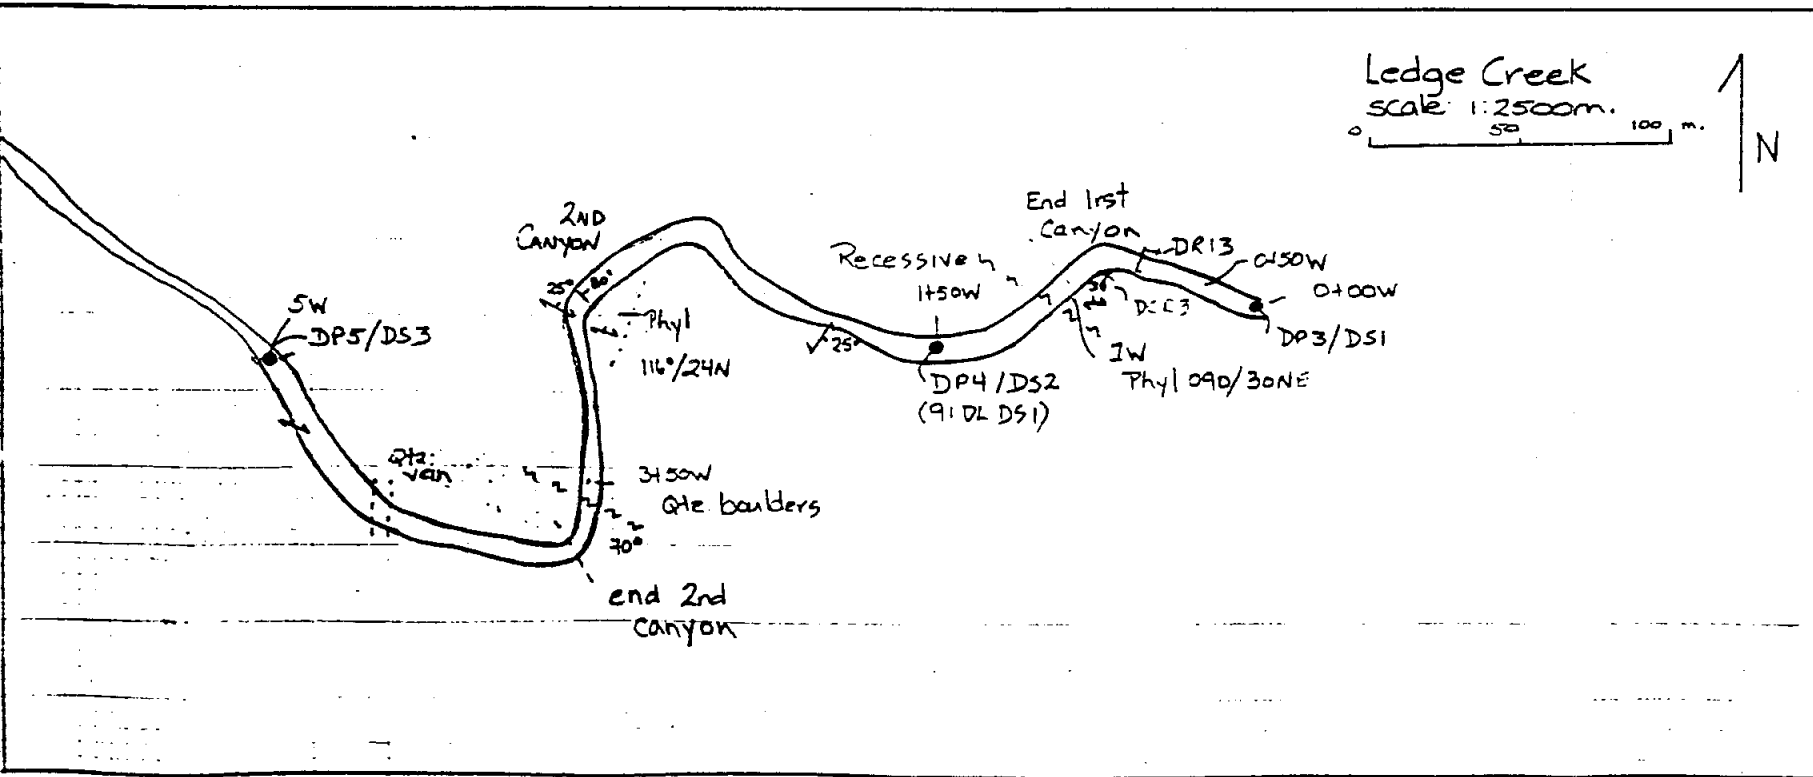 Ledge Creek
scale: 1:2500m.
0 50 100 m.
N
End 1rst
Canyon
2ND
CANYON
Recessive
DR13
0+50W
0+00W
1+50W
DP3/DS1
25°
80°
5W
DP5/DS3
Phyl
116°/24N
25°
DP4/DS2
(91DLDS1)
1W
Phyl 090/30NE
Qtz.
vein
3+50W
Qtz boulders
70°
end 2nd
canyon